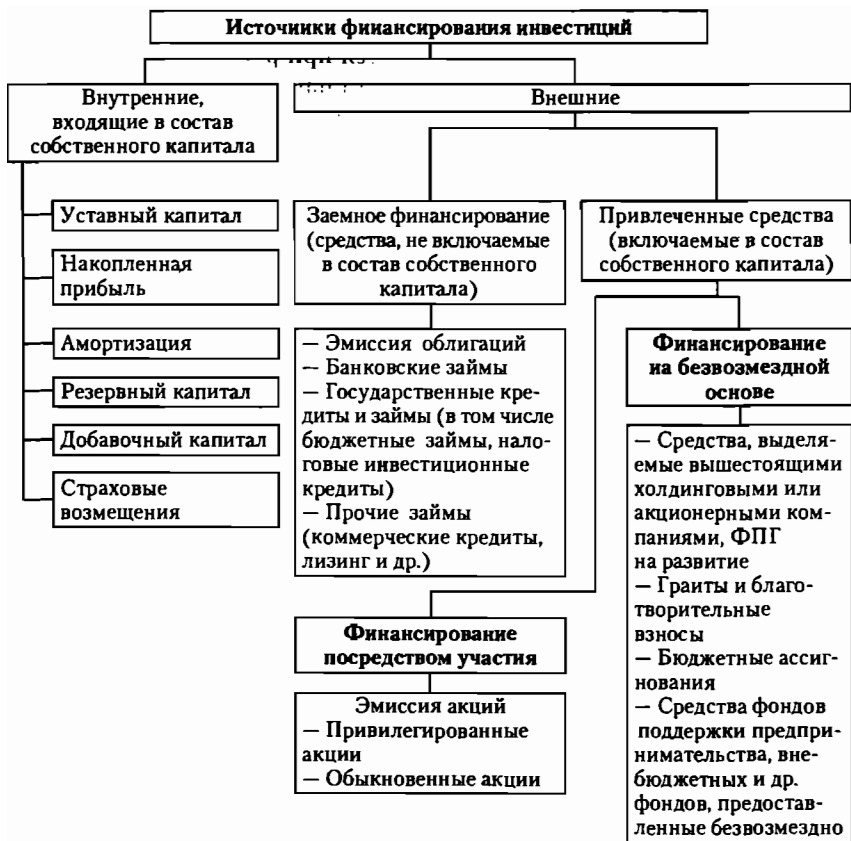 Источники финансирования инвестиций
Внутренние,
входящие в состав
собственного капитала
Внешние
Уставный капитал
Накопленная
прибыль
Амортизация
Резервный капитал
Добавочный капитал
Страховые
возмещения
Заемное финансирование
(средства, не включаемые
в состав собственного
капитала)
— Эмиссия облигаций
— Банковские займы
— Государственные кре-
диты и займы (в том числе
бюджетные займы, нало-
говые инвестиционные
кредиты)
— Прочие займы
(коммерческие кредиты,
лизинг и др.)
Привлеченные средства
(включаемые в состав
собственного капитала)
Финансирование
посредством участия
Эмиссия акций
— Привилегированные
акции
— Обыкновенные акции
Финансирование
иа безвозмездной
основе
— Средства, выделя-
емые вышестоящими
холдинговыми или
акционерными ком-
паниями, ФПГ
на развитие
— Граиты и благо-
творительные
взносы
— Бюджетные ассиг-
нования
— Средства фондов
поддержки предпри-
нимательства, вне-
бюджетных и др.
фондов, предостав-
ленные безвозмездно